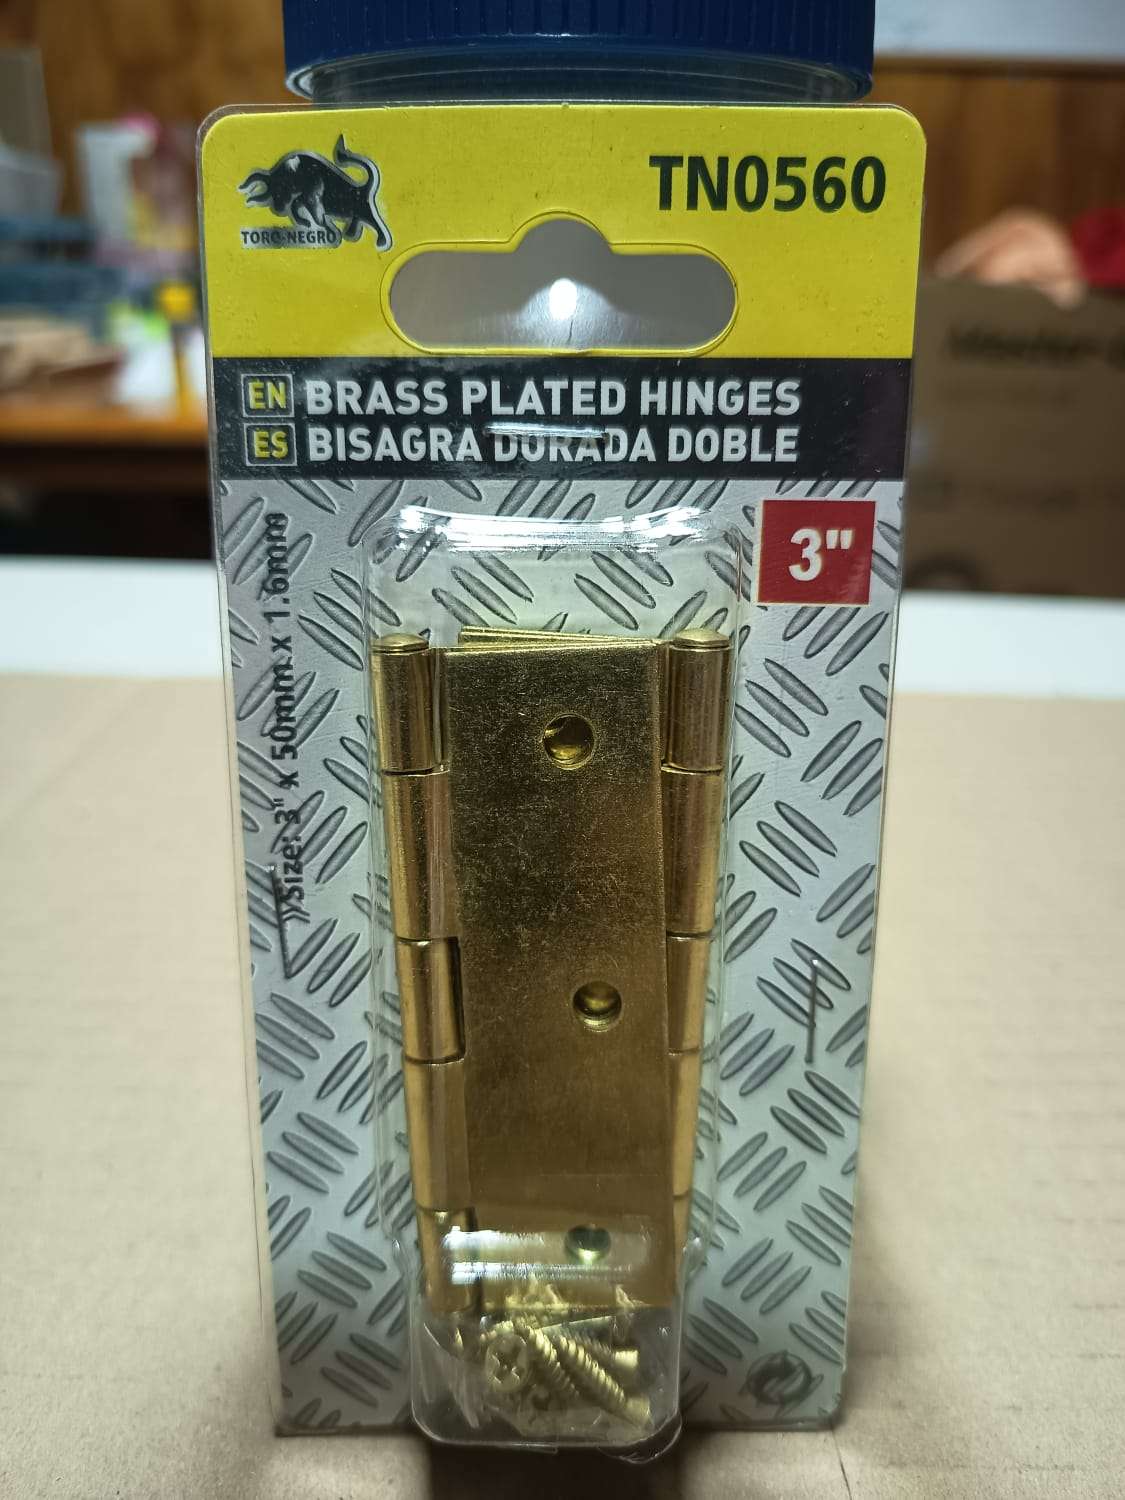 TORO-NEGRO
TN0560
EN BRASS PLATED HINGES
ES BISAGRA DORADA DOBLE
3"
Size: 3" x 50mm x 1.6mm